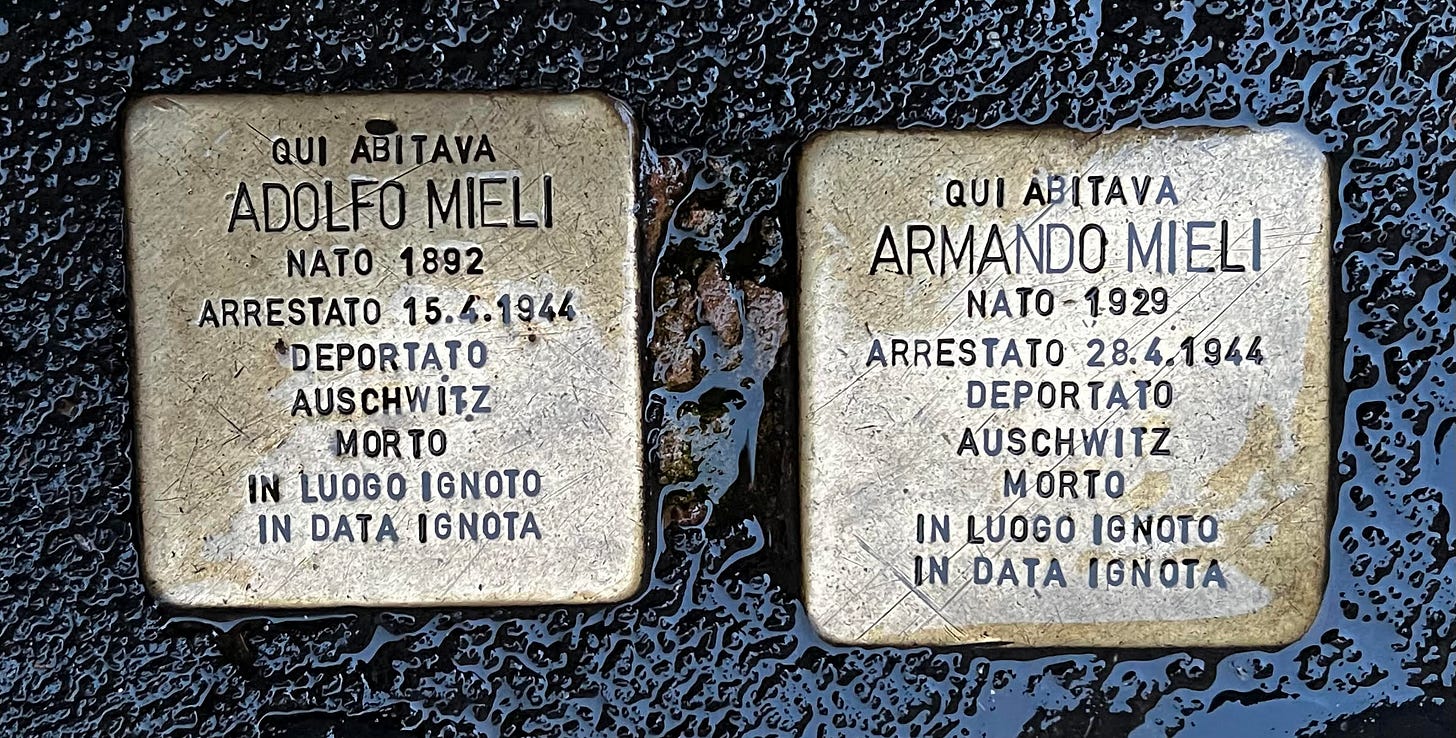 QUI ABITAVA
ADOLFO MIELI
NATO 1892
ARRESTATO 15.4.1944
DEPORTATO
AUSCHWITZ
MORTO
IN LUOGO IGNOTO
IN DATA IGNOTA
QUI ABITAVA
ARMANDO MIELI
NATO 1929
ARRESTATO 28.4.1944
DEPORTATO
AUSCHWITZ
MORTO
IN LUOGO IGNOTO
IN DATA IGNOTA